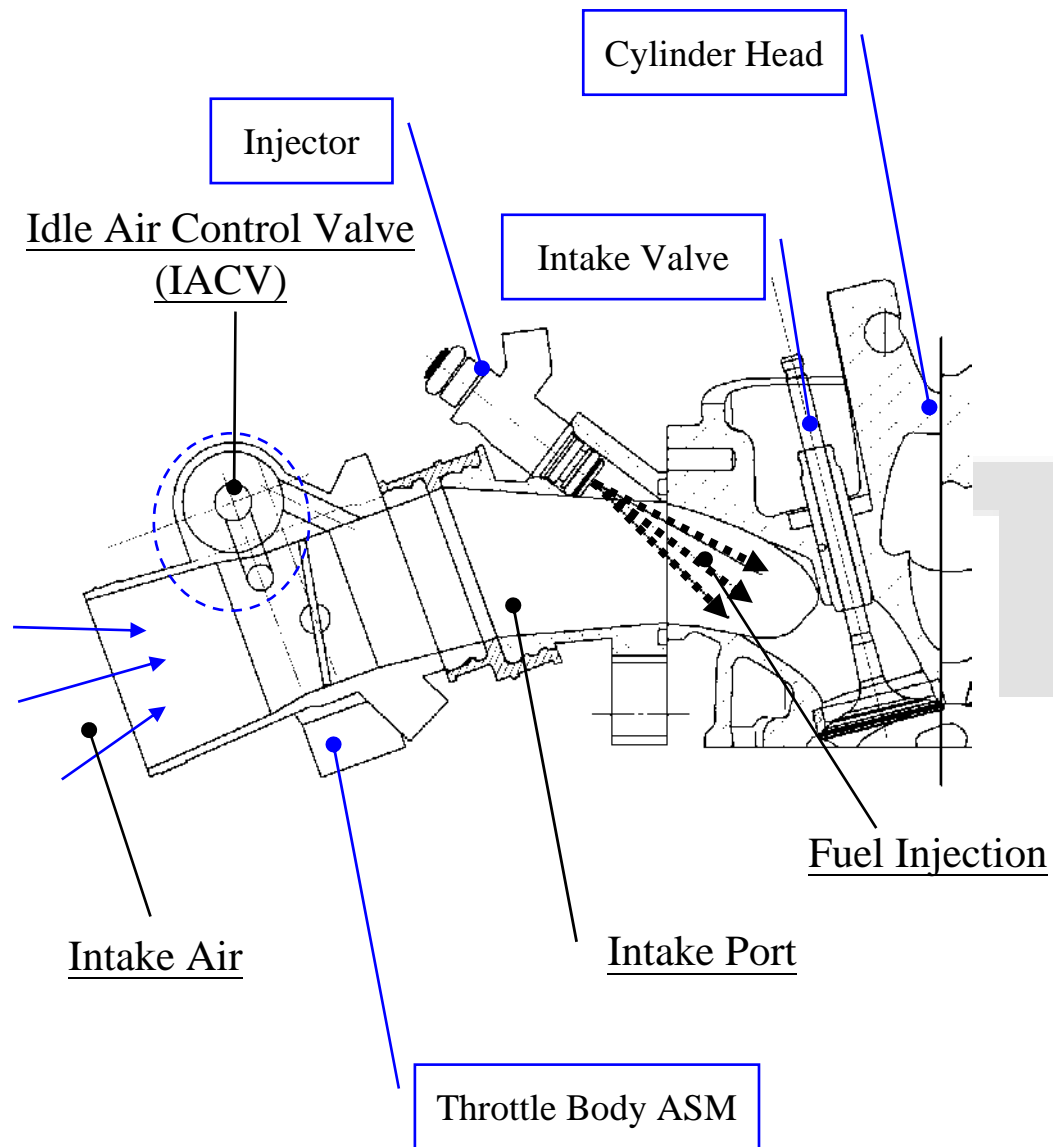 Cylinder Head
Injector
Idle Air Control Valve
(IACV)
Intake Valve
Fuel Injection
Intake Air
Intake Port
Throttle Body ASM